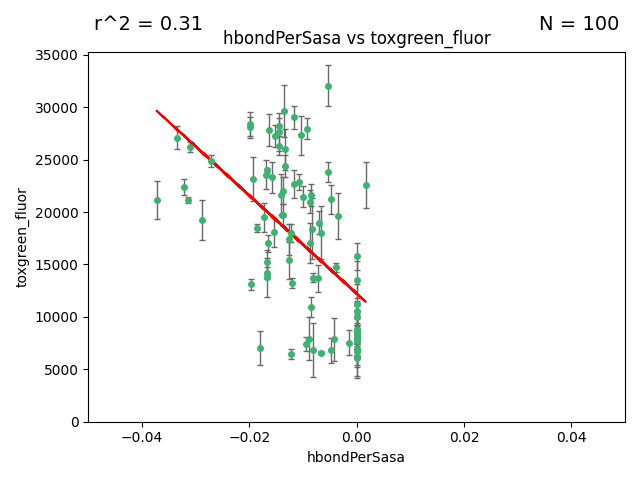 r^2 = 0.31
N = 100
hbondPerSasa vs toxgreen_fluor
35000
30000
25000
20000
15000
10000
5000
0
toxgreen_fluor
−0.04
−0.02
0.00
0.02
0.04
hbondPerSasa